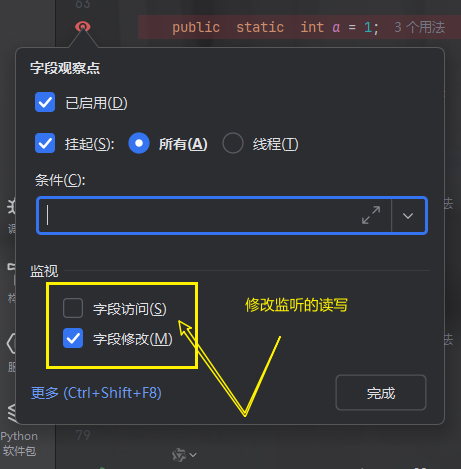 63
public static int a = 1; 3 个用法
字段观察点
已启用(D)
挂起(S): 所有(A) 线程(T)
条件(C):
法
监视
字段访问(S)
修改监听的读写
字段修改(M)
法
更多 (Ctrl+Shift+F8)
完成
Python
软件包
79